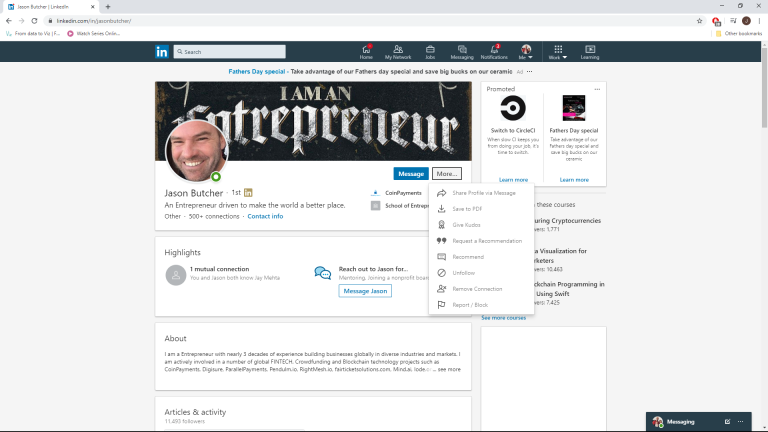 Jason Butcher | LinkedIn
linkedin.com/in/jasonbutcher/
From data to Viz | F...
Watch Series Online...
Other bookmarks
in
Search
Home
My Network
Jobs
Messaging
Notifications
Me
Work
Learning
Fathers Day special - Take advantage of our Fathers day special and save big bucks on our ceramic Ad ...
I AM AN
Entrepreneur
Promoted
Switch to CircleCI
When slow CI keeps you from doing your job, it's time to switch.
Learn more
Fathers Day special
Take advantage of our Fathers day special and save big bucks on our ceramic
Learn more
Message
More...
Jason Butcher · 1st
An Entrepreneur driven to make the world a better place.
Other · 500+ connections · Contact info
CoinPayments
School of Entrep
Share Profile via Message
Save to PDF
Give Kudos
Request a Recommendation
Recommend
Unfollow
Remove Connection
Report / Block
Highlights
1 mutual connection
You and Jason both know Jay Mehta
Reach out to Jason for...
Mentoring, Joining a nonprofit boar
Message Jason
these courses
uring Cryptocurrencies
ers: 1,771
a Visualization for
rketers
ers: 10,463
ckchain Programming in
Using Swift
ers: 7,425
See more courses
About
I am a Entrepreneur with nearly 3 decades of experience building businesses globally in diverse industries and markets. I
am actively involved in a number of global FINTECH, Crowdfunding and Blockchain technology projects such as
CoinPayments, Digisure, ParallelPayments, Pendulm.io, RightMesh.io, fairticketsolutions.com, Mind.ai, lode. ... see more
Articles & activity
11,493 followers
Messaging